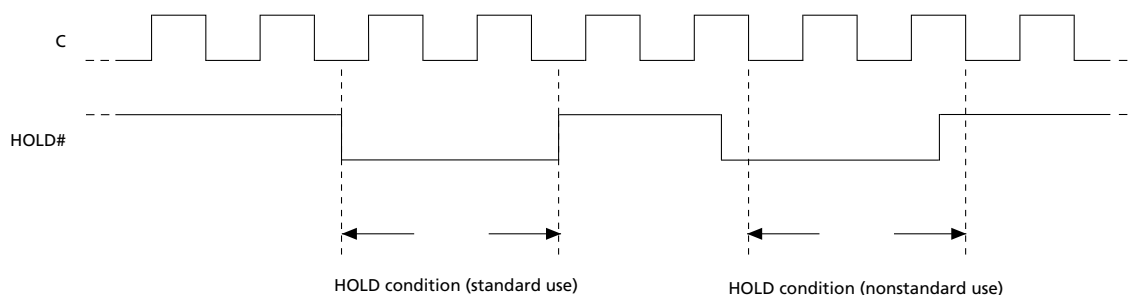 C
HOLD#
HOLD condition (standard use)
HOLD condition (nonstandard use)